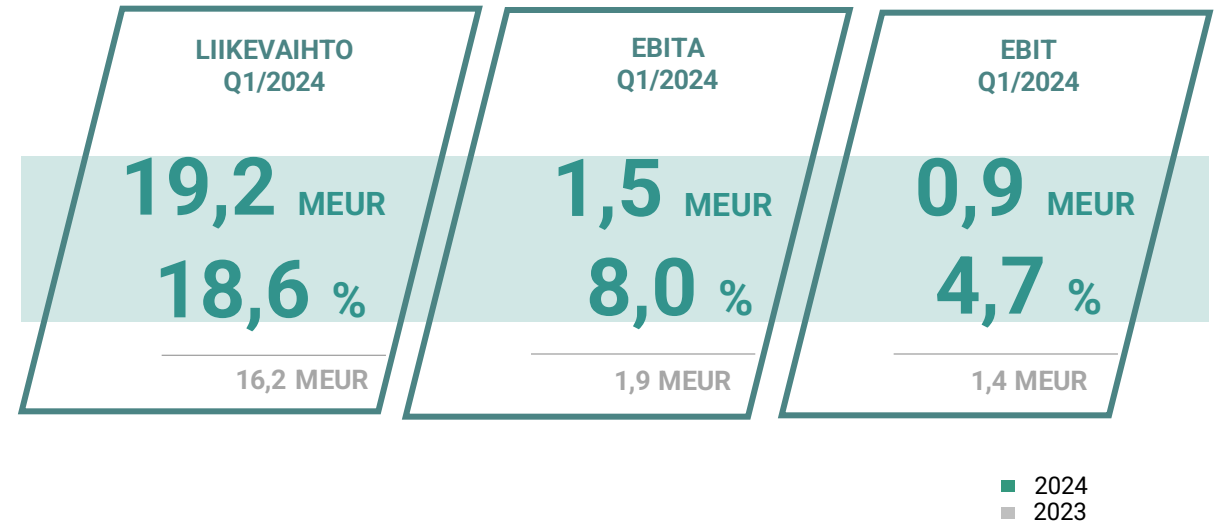 LIIKEVAIHTO
Q1/2024
19,2 MEUR
18,6 %
16,2 MEUR
EBITA
Q1/2024
1,5 MEUR
8,0 %
1,9 MEUR
EBIT
Q1/2024
0,9 MEUR
4,7 %
1,4 MEUR
2024
2023